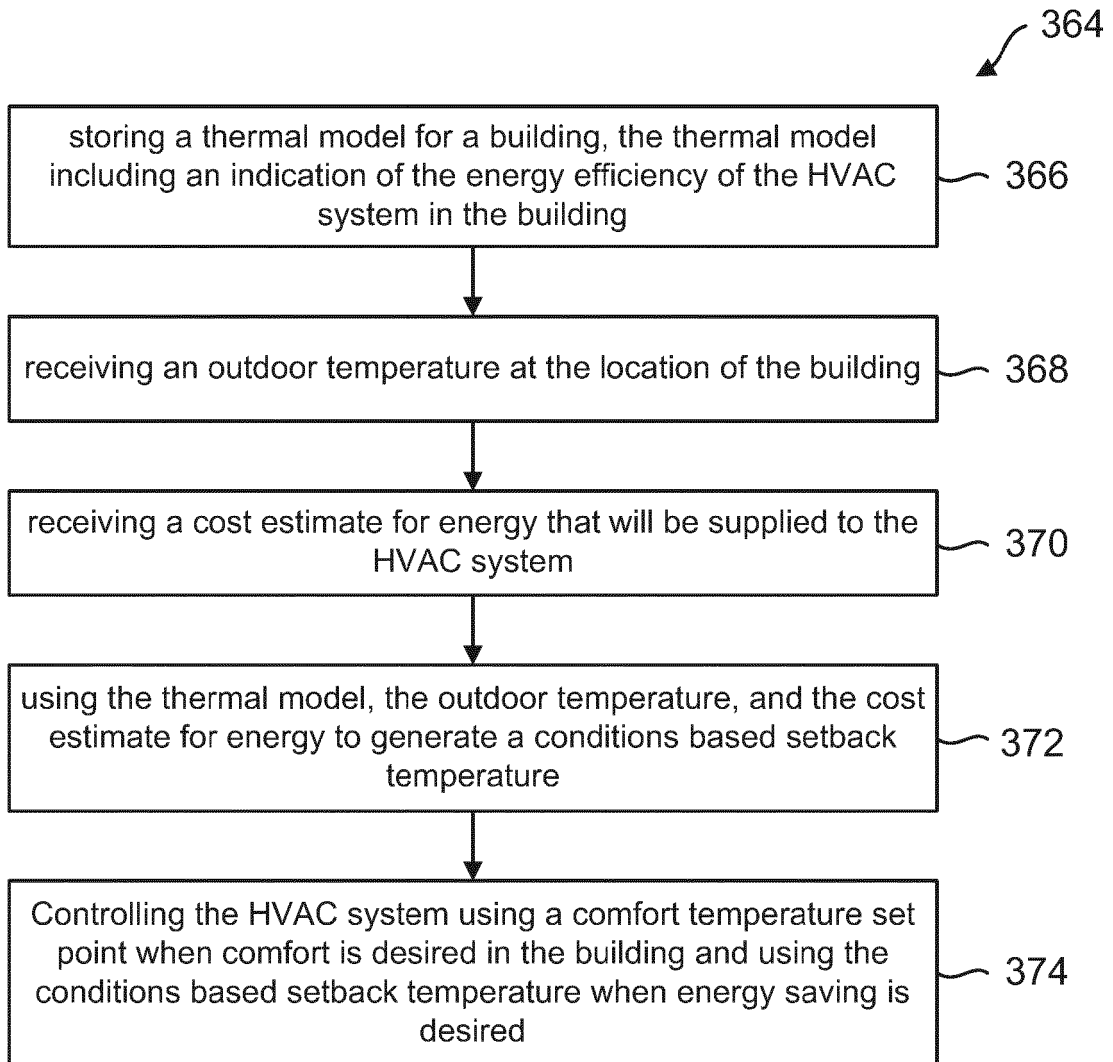 364
storing a thermal model for a building, the thermal model
including an indication of the energy efficiency of the HVAC
system in the building
366
receiving an outdoor temperature at the location of the building
368
receiving a cost estimate for energy that will be supplied to the
HVAC system
370
using the thermal model, the outdoor temperature, and the cost
estimate for energy to generate a conditions based setback
temperature
372
Controlling the HVAC system using a comfort temperature set
point when comfort is desired in the building and using the
conditions based setback temperature when energy saving is
desired
374